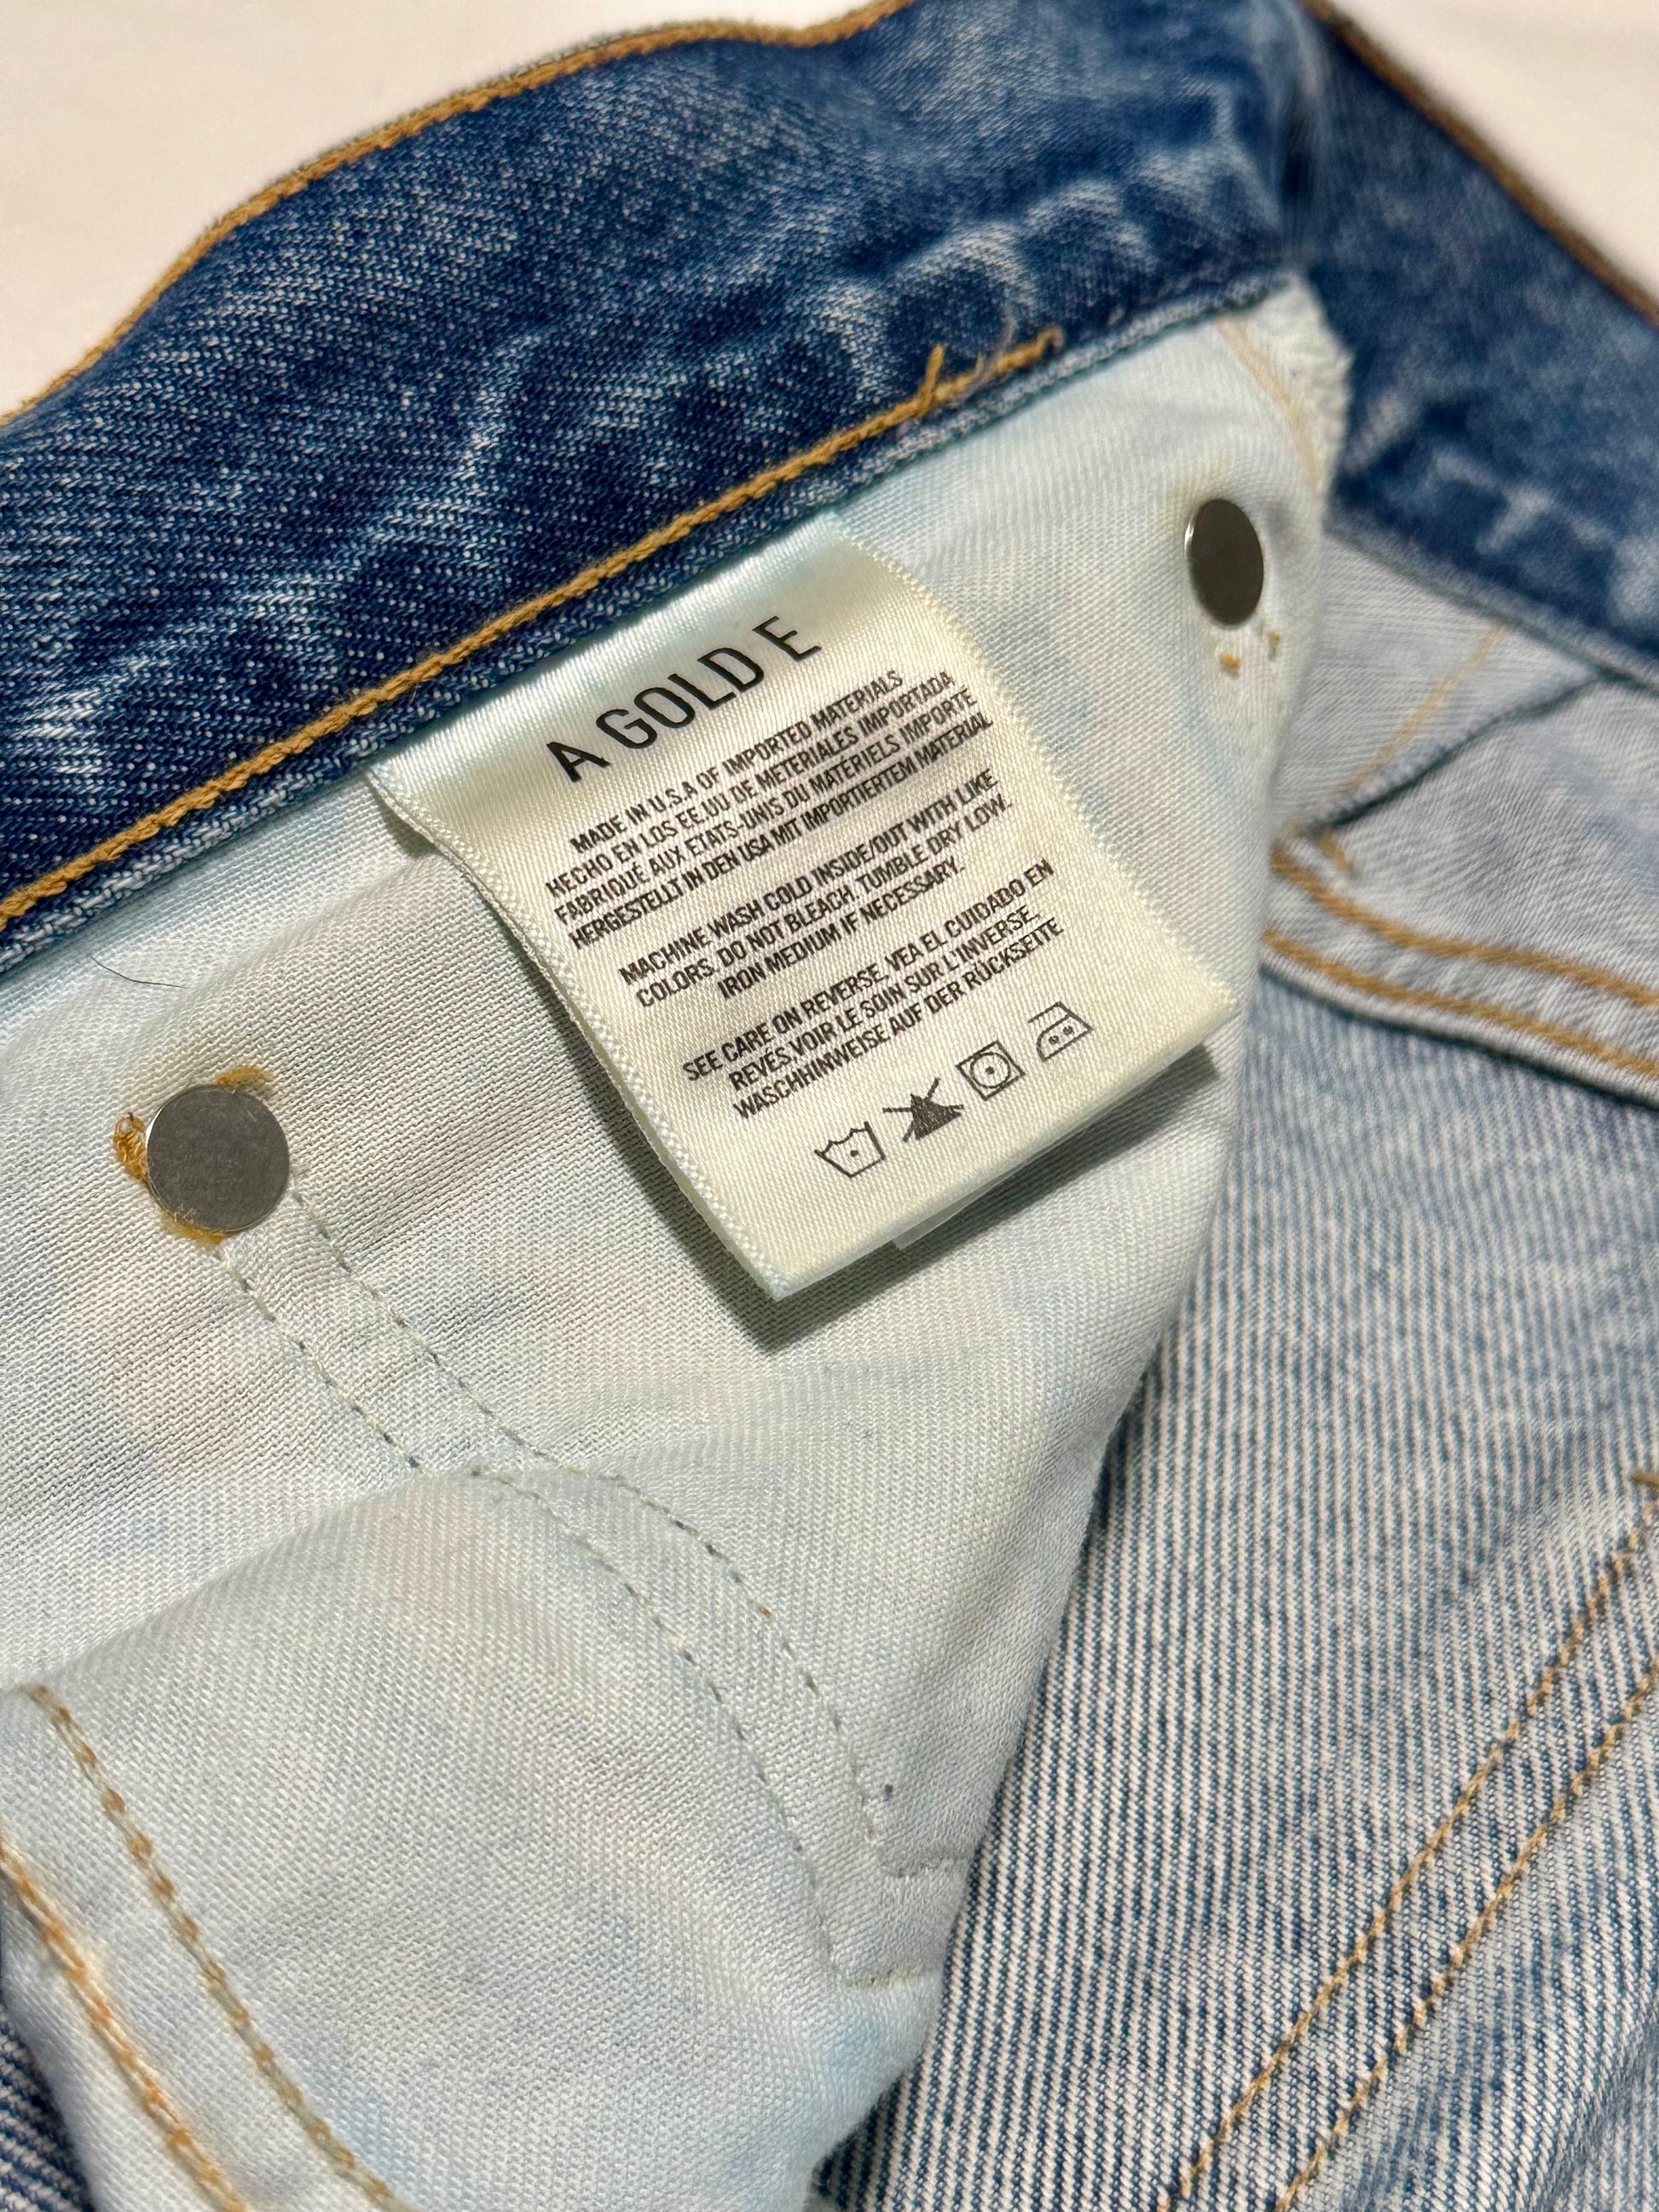 A GOLD E
MADE IN U.S.A OF IMPORTED MATERIALS
HECHO EN LOS EE.UU DE METERIALES IMPORTADA
FABRIQUÉ AUX ETATS-UNIS DU MATÉRIELS IMPORTE
HERGESTELLT IN DEN USA MIT IMPORTIERTEM MATERIAL
MACHINE WASH COLD INSIDE/OUT WITH LIKE
COLORS. DO NOT BLEACH. TUMBLE DRY LOW.
IRON MEDIUM IF NECESSARY.
SEE CARE ON REVERSE. VEA EL CUIDADO EN
REVÉS.VOIR LE SOIN SUR L'INVERSE.
WASCHHINWEISE AUF DER RÜCKSEITE